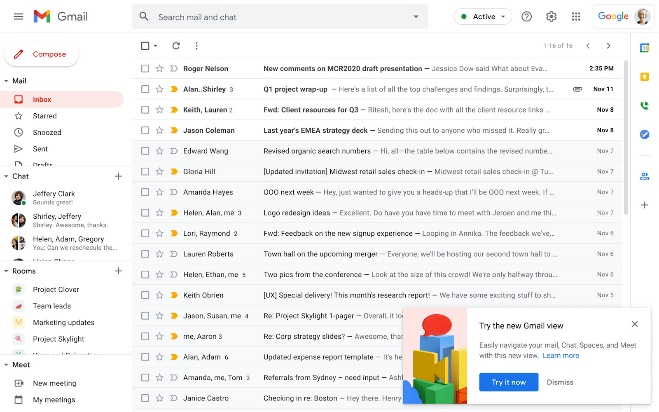 Gmail
Search mail and chat
Active
Google
Compose
1-16 of 16
Mail
Inbox
Starred
Snoozed
Sent
Drafts
Chat
Jeffery Clark
Sounds great!
Shirley, Jeffery
Shirley: Awesome, thanks.
Helen, Adam, Gregory
You: Can we reschedule the...
Rooms
Project Clover
Team leads
Marketing updates
Project Skylight
Meet
New meeting
My meetings
Roger Nelson New comments on MCR2020 draft presentation — Jessica Dow said What about Eva... 2:35 PM
Alan..Shirley 3 Q1 project wrap-up — Here's a list of all the top challenges and findings. Surprisingly, t... Nov 11
Keith, Lauren 2 Fwd: Client resources for Q3 — Ritesh, here's the doc with all the client resource links ... Nov 8
Jason Coleman Last year's EMEA strategy deck — Sending this out to anyone who missed it. Really gr... Nov 8
Edward Wang Revised organic search numbers — Hi, all—the table below contains the revised numbe... Nov 7
Gloria Hill [Updated invitation] Midwest retail sales check-in — Midwest retail sales check-in @ Tu... Nov 7
Amanda Hayes OOO next week — Hey, just wanted to give you a heads-up that I'll be OOO next week. If ... Nov 7
Helen, Alan, me 3 Logo redesign ideas — Excellent. Do have you have time to meet with Jeroen and me thi... Nov 7
Lori, Raymond 2 Fwd: Feedback on the new signup experience — Looping in Annika. The feedback we've... Nov 6
Lauren Roberts Town hall on the upcoming merger — Everyone, we'll be hosting our second town hall to ... Nov 6
Helen, Ethan, me 5 Two pics from the conference — Look at the size of this crowd! We're only halfway throu... Nov 6
Keith Obrien [UX] Special delivery! This month's research report! — We have some exciting stuff to sh... Nov 5
Jason, Susan, me 4 Re: Project Skylight 1-pager — Overall, it lo
me, Aaron 3 Re: Corp strategy slides? — Awesome, than
Alan, Adam 6 Updated expense report template — It's he
Amanda, me, Tom 3 Referrals from Sydney – need input — Ash
Janice Castro Checking in re: Boston — Hey there. Henry
Try the new Gmail view
Easily navigate your mail, Chat, Spaces, and Meet
with this new view. Learn more
Try it now Dismiss